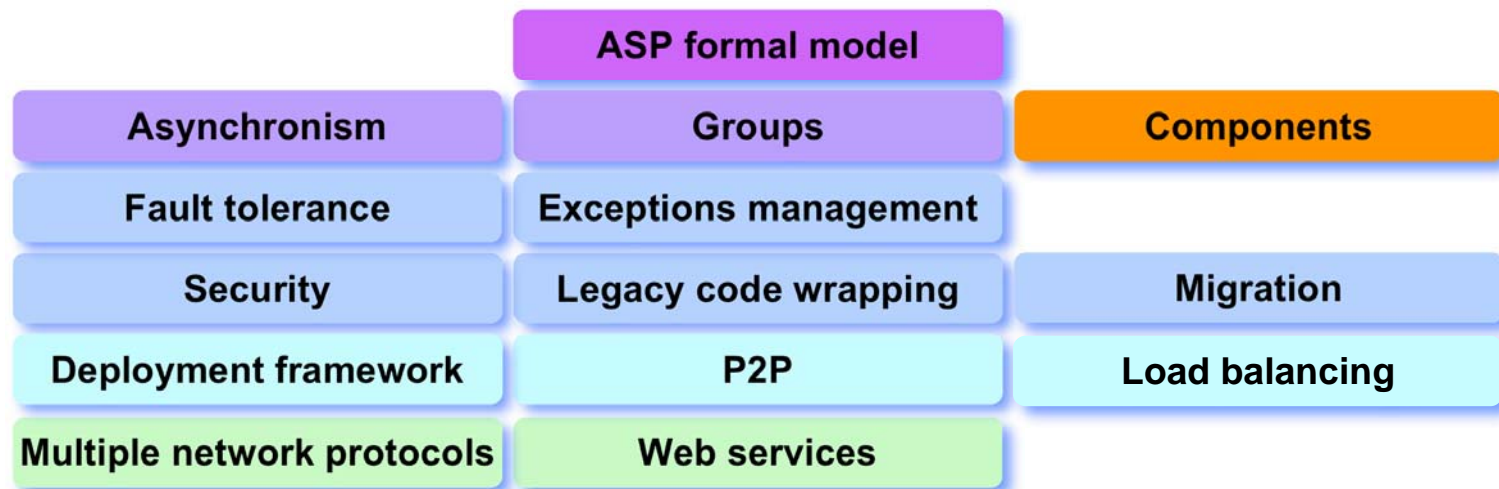 ASP formal model
Asynchronism
Groups
Components
Fault tolerance
Exceptions management
Security
Legacy code wrapping
Migration
Deployment framework
P2P
Load balancing
Multiple network protocols
Web services